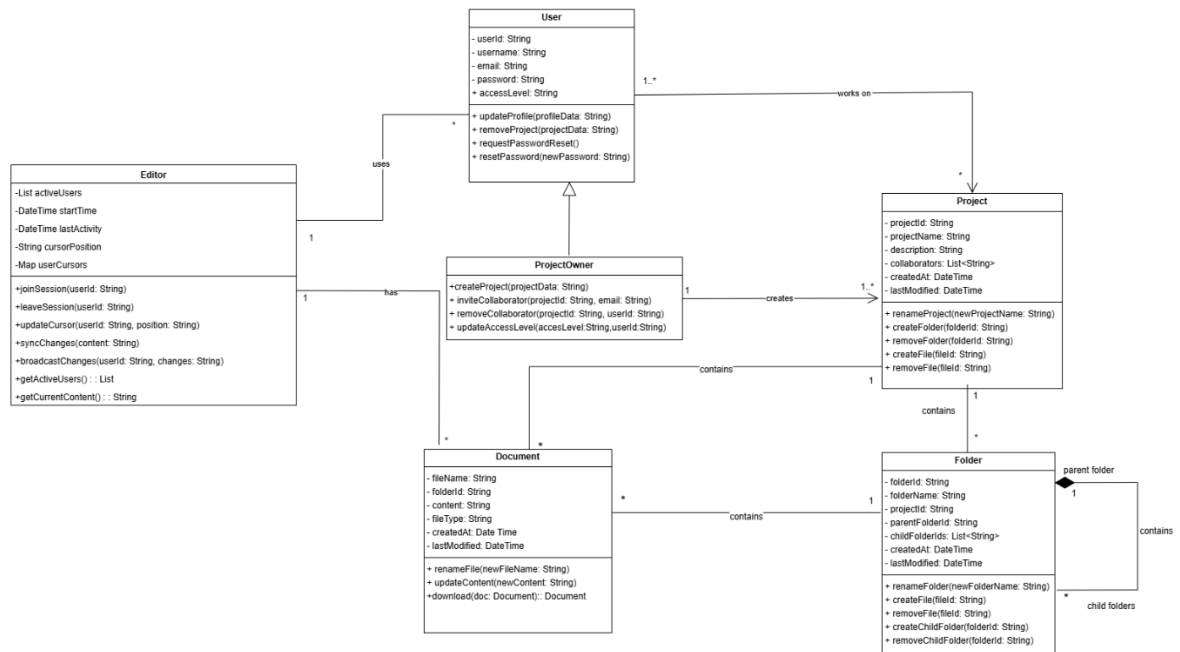 User
- userId: String
- username: String
- email: String
- password: String
+ accessLevel: String
+ updateProfile(profileData: String)
+ removeProject(projectData: String)
+ requestPasswordReset()
+ resetPassword(newPassword: String)
1..*
works on
*
*
uses
1
Editor
-List activeUsers
-DateTime startTime
-DateTime lastActivity
-String cursorPosition
-Map userCursors
+joinSession(userId: String)
+leaveSession(userId: String)
+updateCursor(userId: String, position: String)
+syncChanges(content: String)
+broadcastChanges(userId: String, changes: String)
+getActiveUsers() : : List
+getCurrentContent() : : String
1
has
*
ProjectOwner
+createProject(projectData: String)
+ inviteCollaborator(projectId: String, email: String)
+ removeCollaborator(projectId: String, userId: String)
+ updateAccessLevel(accesLevel:String,userId:String)
1
creates
1..*
Project
- projectId: String
- projectName: String
- description: String
- collaborators: List<String>
- createdAt: DateTime
- lastModified: DateTime
+ renameProject(newProjectName: String)
+ createFolder(folderId: String)
+ removeFolder(folderId: String)
+ createFile(fileId: String)
+ removeFile(fileId: String)
contains
1
*
1
contains
*
Document
- fileName: String
- folderId: String
- content: String
- fileType: String
- createdAt: Date Time
- lastModified: DateTime
+ renameFile(newFileName: String)
+ updateContent(newContent: String)
+download(doc: Document):: Document
*
contains
1
Folder
- folderId: String
- folderName: String
- projectId: String
- parentFolderId: String
- childFolderIds: List<String>
- createdAt: DateTime
- lastModified: DateTime
+ renameFolder(newFolderName: String)
+ createFile(fileId: String)
+ removeFile(fileId: String)
+ createChildFolder(folderId: String)
+ removeChildFolder(folderId: String)
parent folder
1
contains
*
child folders